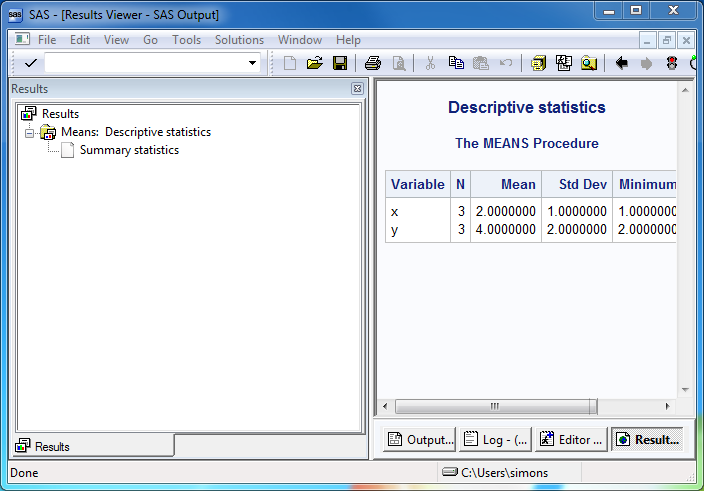 sas SAS - [Results Viewer - SAS Output]
File Edit View Go Tools Solutions Window Help
Results
Results
Means: Descriptive statistics
Summary statistics
Results
Descriptive statistics
The MEANS Procedure
Variable N Mean Std Dev Minimum
x 3 2.0000000 1.0000000 1.0000000
y 3 4.0000000 2.0000000 2.0000000
Output... Log - (... Editor ... Result...
Done C:\Users\simons